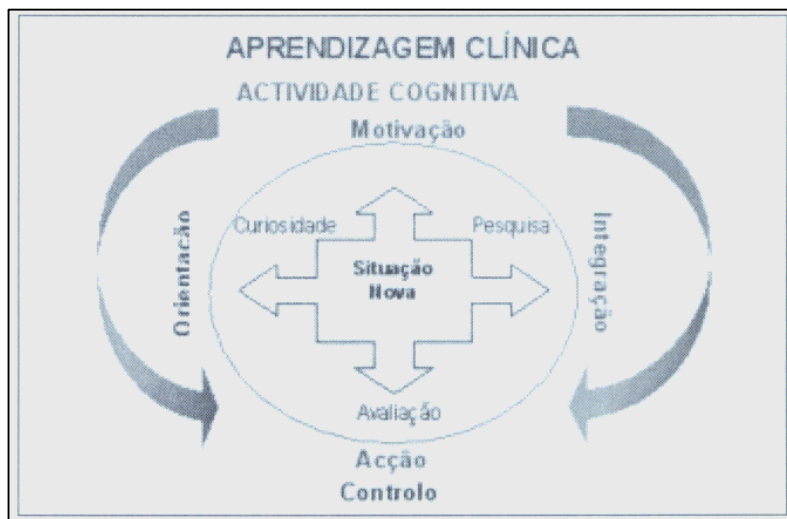 APRENDIZAGEM CLÍNICA
ACTIVIDADE COGNITIVA
Motivação
Curiosidade
Pesquisa
Situação
Nova
Orientação
Integração
Avaliação
Acção
Controlo